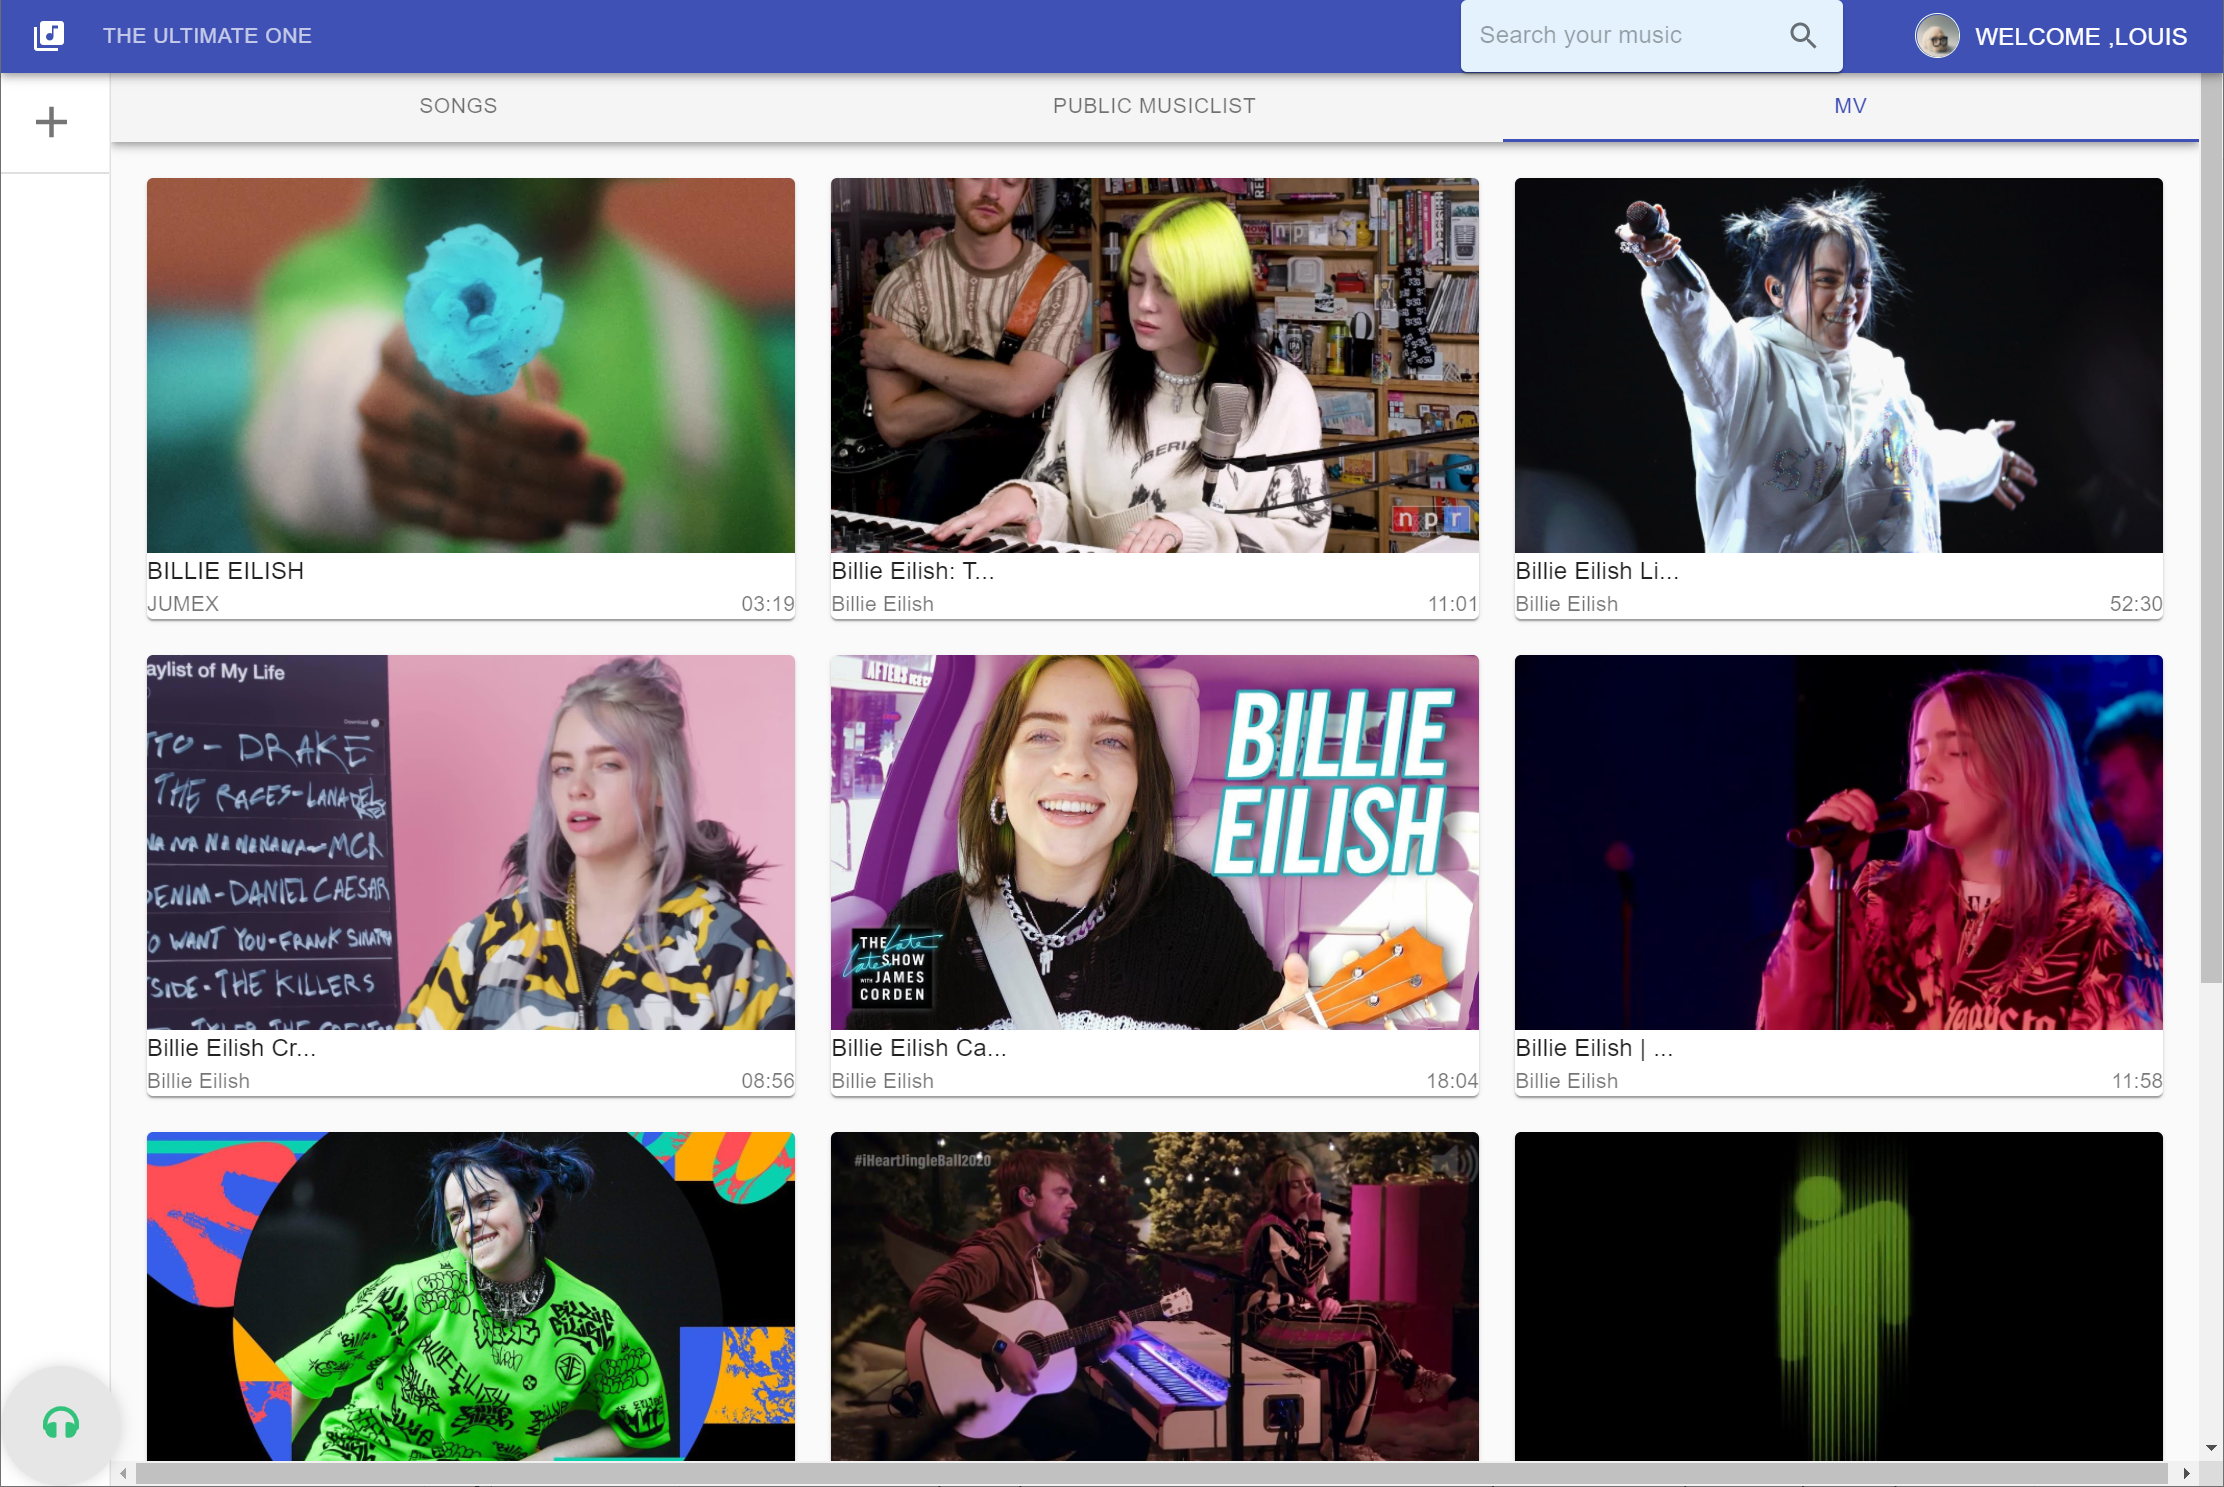 THE ULTIMATE ONE
Search your music
WELCOME ,LOUIS
SONGS
PUBLIC MUSICLIST
MV
npr
BILLIE EILISH
JUMEX
03:19
Billie Eilish: T...
Billie Eilish
11:01
Billie Eilish Li...
Billie Eilish
52:30
aylist of My Life
Download
TTO - DRAKE
THE RACES - LANA DEL
NA NA NA NANANA - MCR
DENIM - DANIEL CAESAR
O WANT YOU - FRANK SINATRA
SIDE - THE KILLERS
BILLIE
EILISH
THE Late
Late SHOW
WITH JAMES
CORDEN
Billie Eilish Cr...
Billie Eilish
08:56
Billie Eilish Ca...
Billie Eilish
18:04
Billie Eilish | ...
Billie Eilish
11:58
#iHeartJingleBall2020